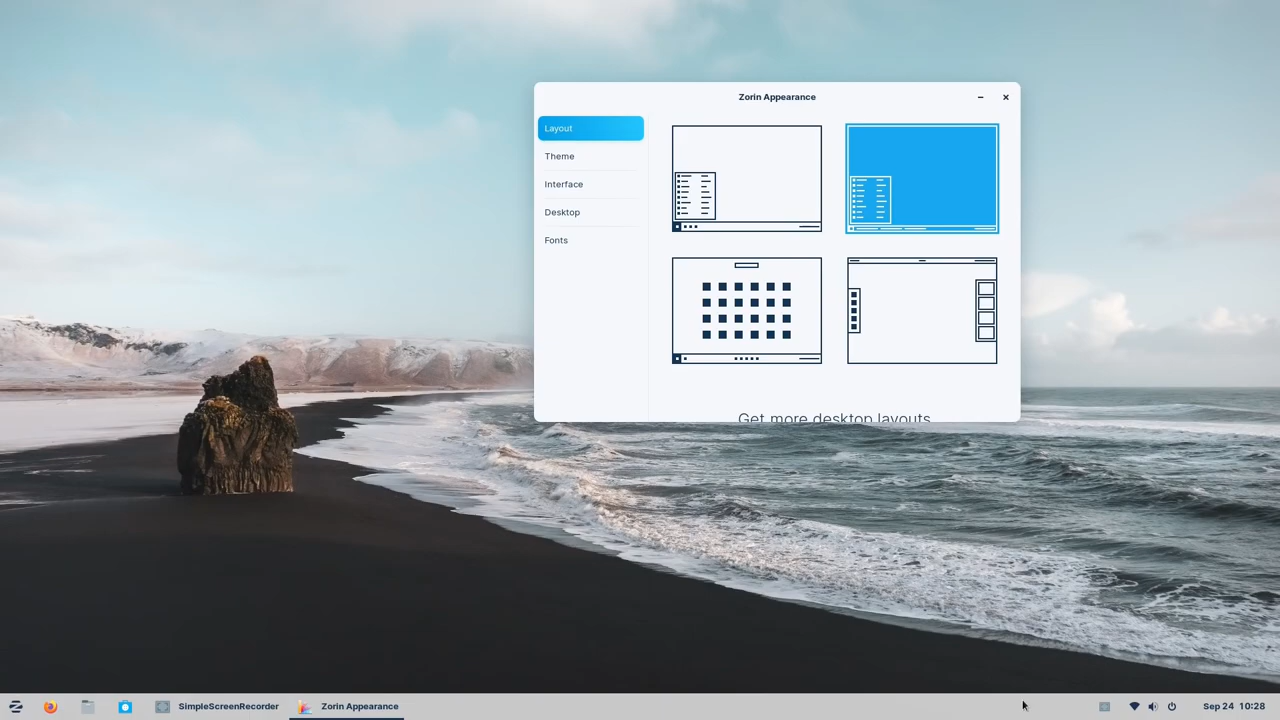 Zorin Appearance
Layout
Theme
Interface
Desktop
Fonts
Get more desktop layouts
SimpleScreenRecorder
Zorin Appearance
Sep 24 10:28